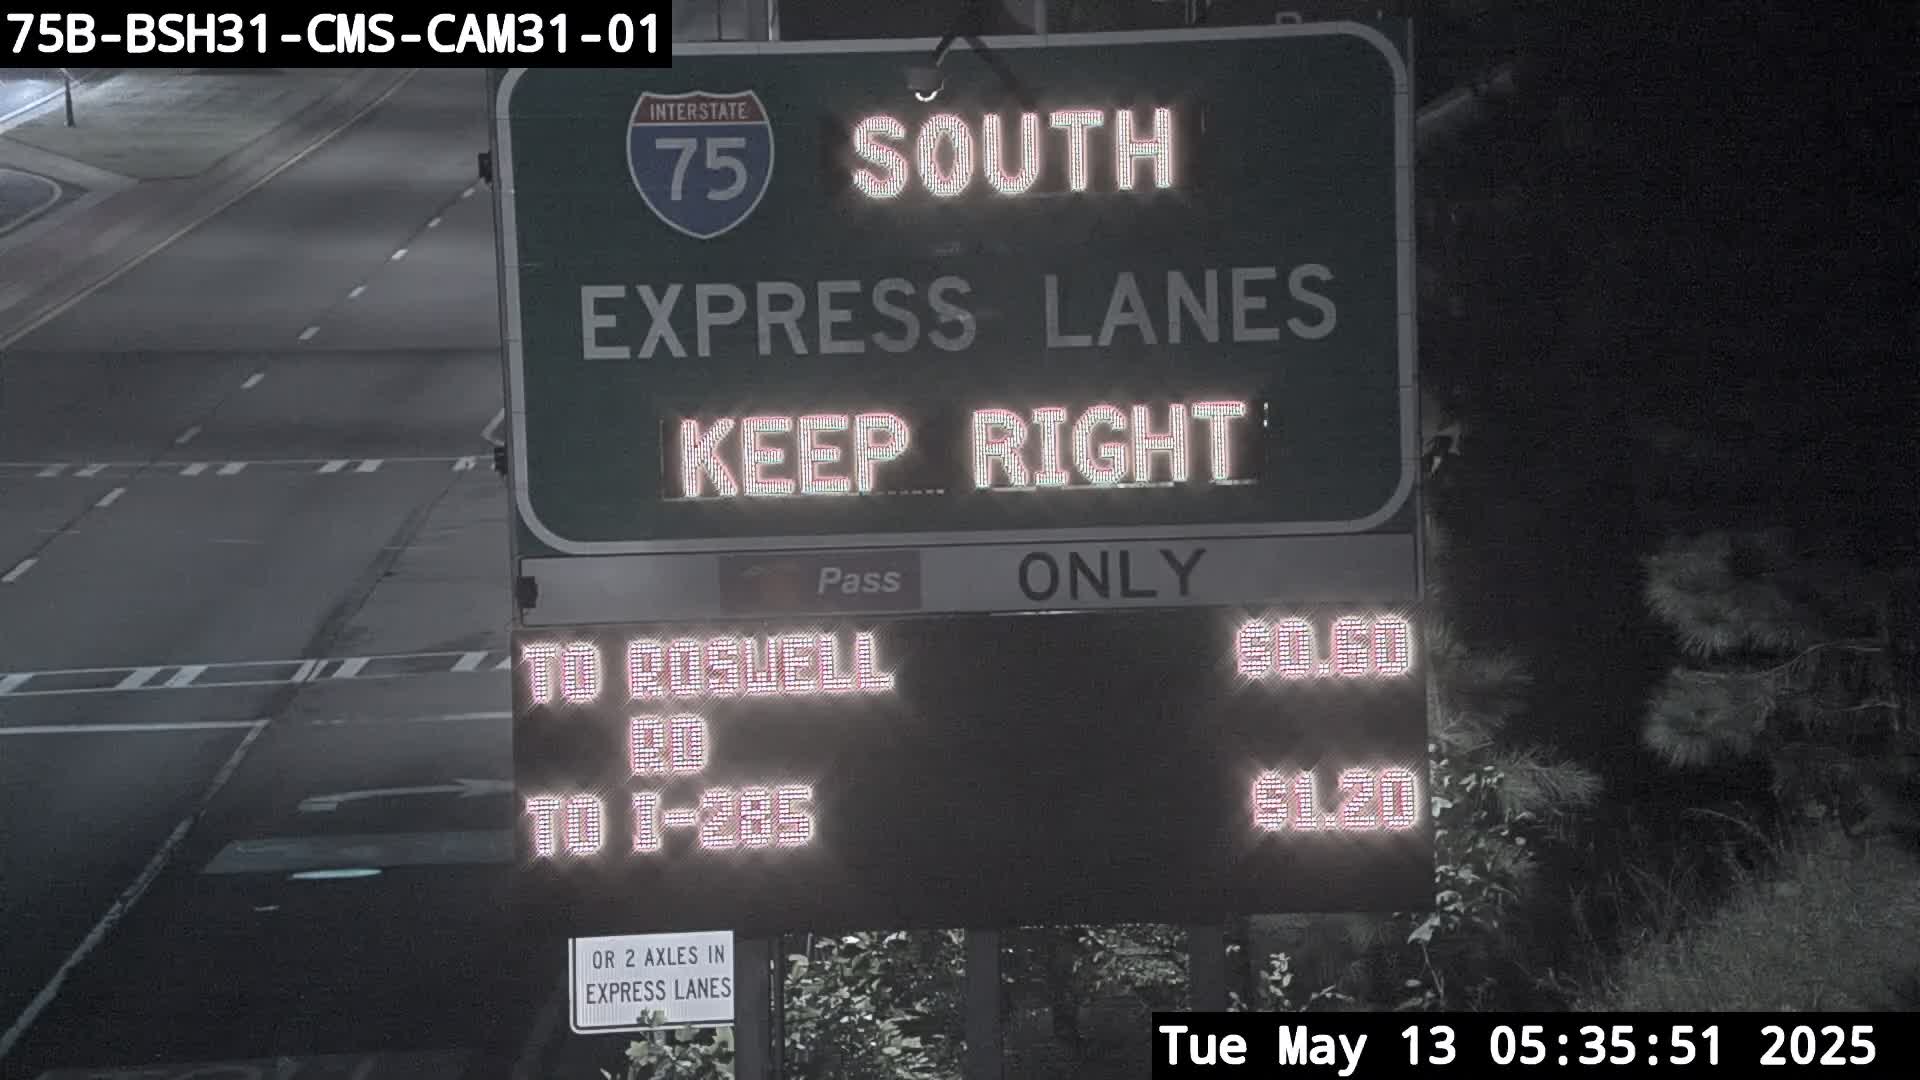 75B-BSH31-CMS-CAM31-01
INTERSTATE
75
SOUTH
EXPRESS LANES
KEEP RIGHT
Pass ONLY
TO ROSWELL $0.60
RD
TO I-285 $1.20
OR 2 AXLES IN
EXPRESS LANES
Tue May 13 05:35:51 2025